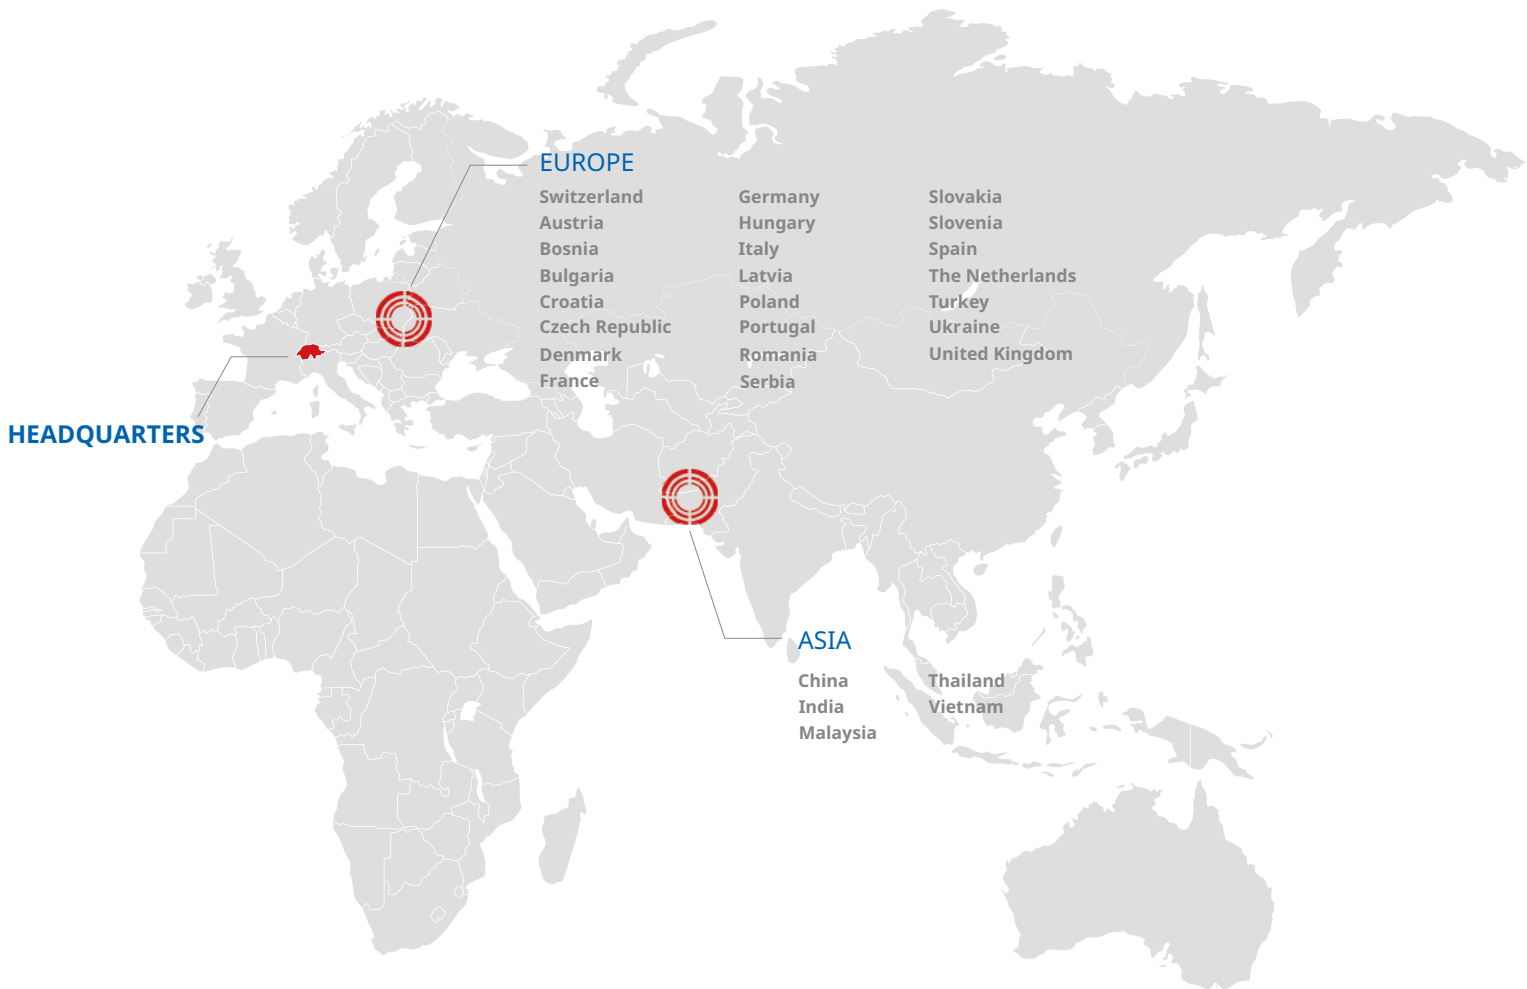 EUROPE
Switzerland
Austria
Bosnia
Bulgaria
Croatia
Czech Republic
Denmark
France
Germany
Hungary
Italy
Latvia
Poland
Portugal
Romania
Serbia
Slovakia
Slovenia
Spain
The Netherlands
Turkey
Ukraine
United Kingdom
HEADQUARTERS
ASIA
China
India
Malaysia
Thailand
Vietnam